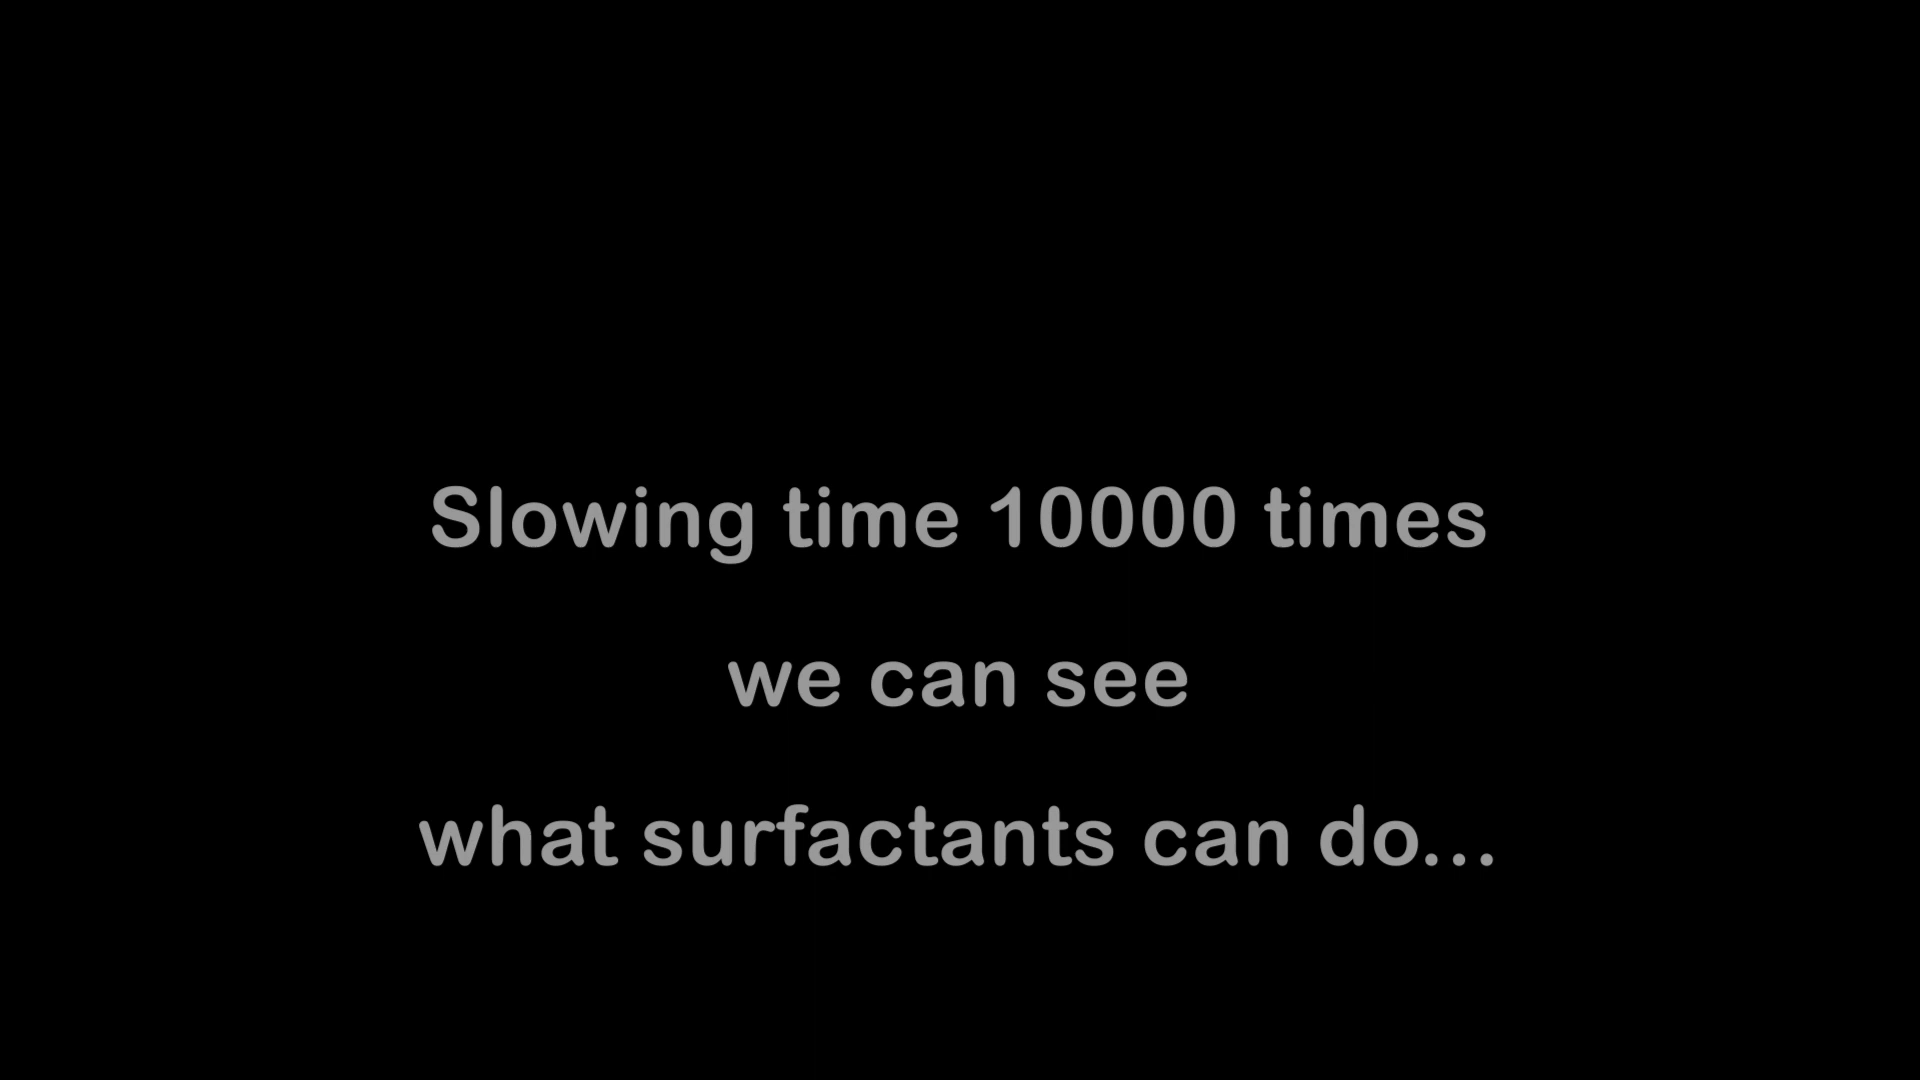 Slowing time 10000 times
we can see
what surfactants can do...